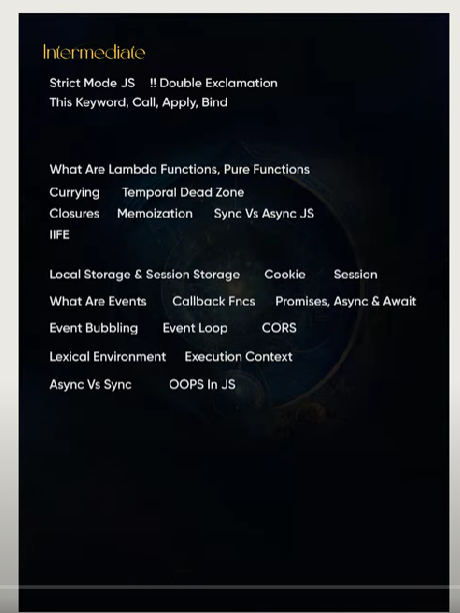 Intermediate
Strict Mode JS !! Double Exclamation
This Keyword, Call, Apply, Bind
What Are Lambda Functions, Pure Functions
Currying Temporal Dead Zone
Closures Memoization Sync Vs Async JS
IIFE
Local Storage & Session Storage Cookie Session
What Are Events Callback Fncs Promises, Async & Await
Event Bubbling Event Loop CORS
Lexical Environment Execution Context
Async Vs Sync OOPS In JS